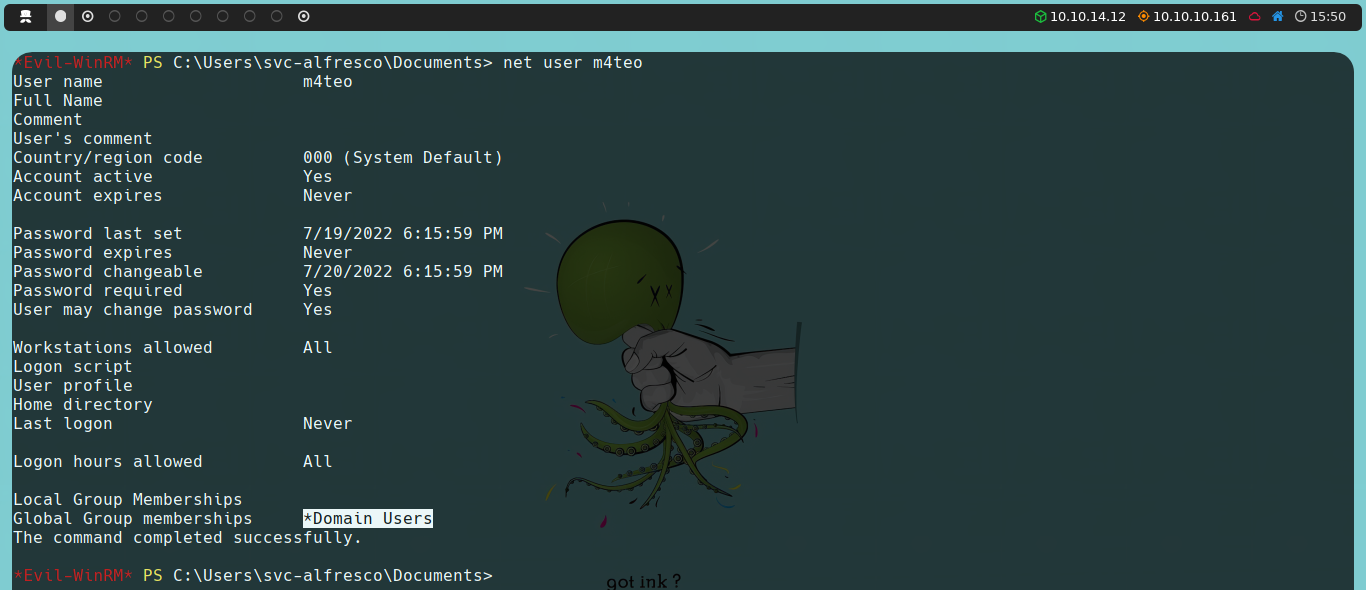 10.10.14.12 10.10.10.161 15:50
*Evil-WinRM* PS C:\Users\svc-alfresco\Documents> net user m4teo
User name                    m4teo
Full Name
Comment
User's comment
Country/region code          000 (System Default)
Account active               Yes
Account expires              Never
Password last set            7/19/2022 6:15:59 PM
Password expires             Never
Password changeable          7/20/2022 6:15:59 PM
Password required            Yes
User may change password     Yes
Workstations allowed         All
Logon script
User profile
Home directory
Last logon                   Never
Logon hours allowed          All
Local Group Memberships
Global Group memberships     *Domain Users
The command completed successfully.
*Evil-WinRM* PS C:\Users\svc-alfresco\Documents>
got ink ?